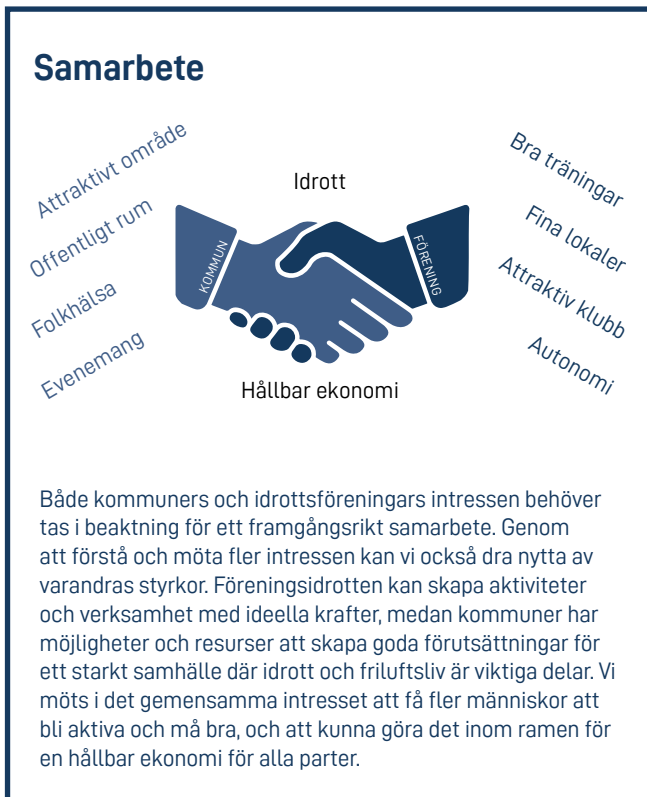 Samarbete
Attraktivt område
Offentligt rum
Folkhälsa
Evenemang
Idrott
KOMMUN
FÖRENING
Hållbar ekonomi
Bra träningar
Fina lokaler
Attraktiv klubb
Autonomi
Både kommuners och idrottsföreningars intressen behöver
tas i beaktning för ett framgångsrikt samarbete. Genom
att förstå och möta fler intressen kan vi också dra nytta av
varandras styrkor. Föreningsidrotten kan skapa aktiviteter
och verksamhet med ideella krafter, medan kommuner har
möjligheter och resurser att skapa goda förutsättningar för
ett starkt samhälle där idrott och friluftsliv är viktiga delar. Vi
möts i det gemensamma intresset att få fler människor att
bli aktiva och må bra, och att kunna göra det inom ramen för
en hållbar ekonomi för alla parter.